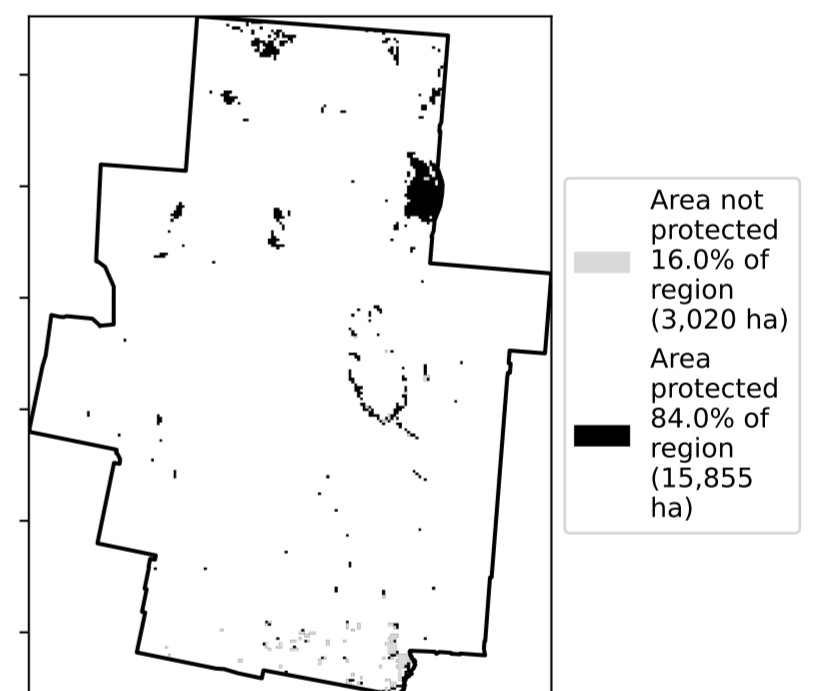 Area not
protected
16.0% of
region
(3,020 ha)
Area
protected
84.0% of
region
(15,855
ha)